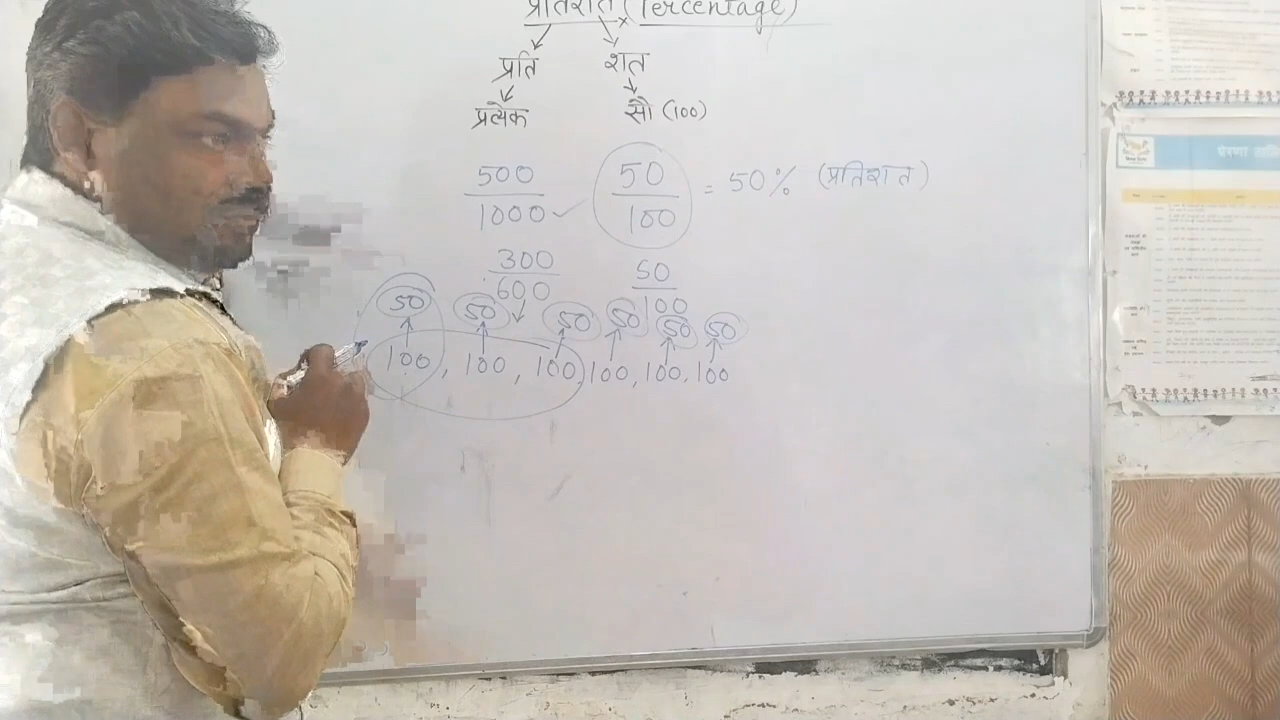 प्रतिशत (Percentage)
प्रति शत
प्रत्येक सौ (100)
500 50
1000 100 = 50% (प्रतिशत)
300 50
600 100
50 50 50 50 50 50
100, 100, 100, 100, 100, 100
प्रेरणा